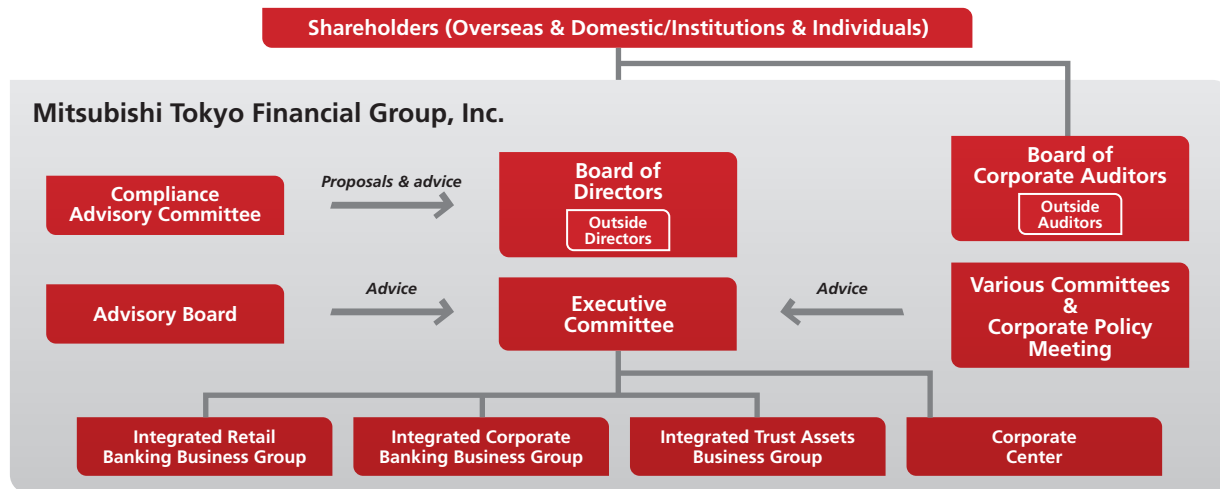 Shareholders (Overseas & Domestic/Institutions & Individuals)
Mitsubishi Tokyo Financial Group, Inc.
Compliance
Advisory Committee
Proposals & advice
Board of
Directors
Outside
Directors
Board of
Corporate Auditors
Outside
Auditors
Advisory Board
Advice
Executive
Committee
Advice
Various Committees
&
Corporate Policy
Meeting
Integrated Retail
Banking Business Group
Integrated Corporate
Banking Business Group
Integrated Trust Assets
Business Group
Corporate
Center